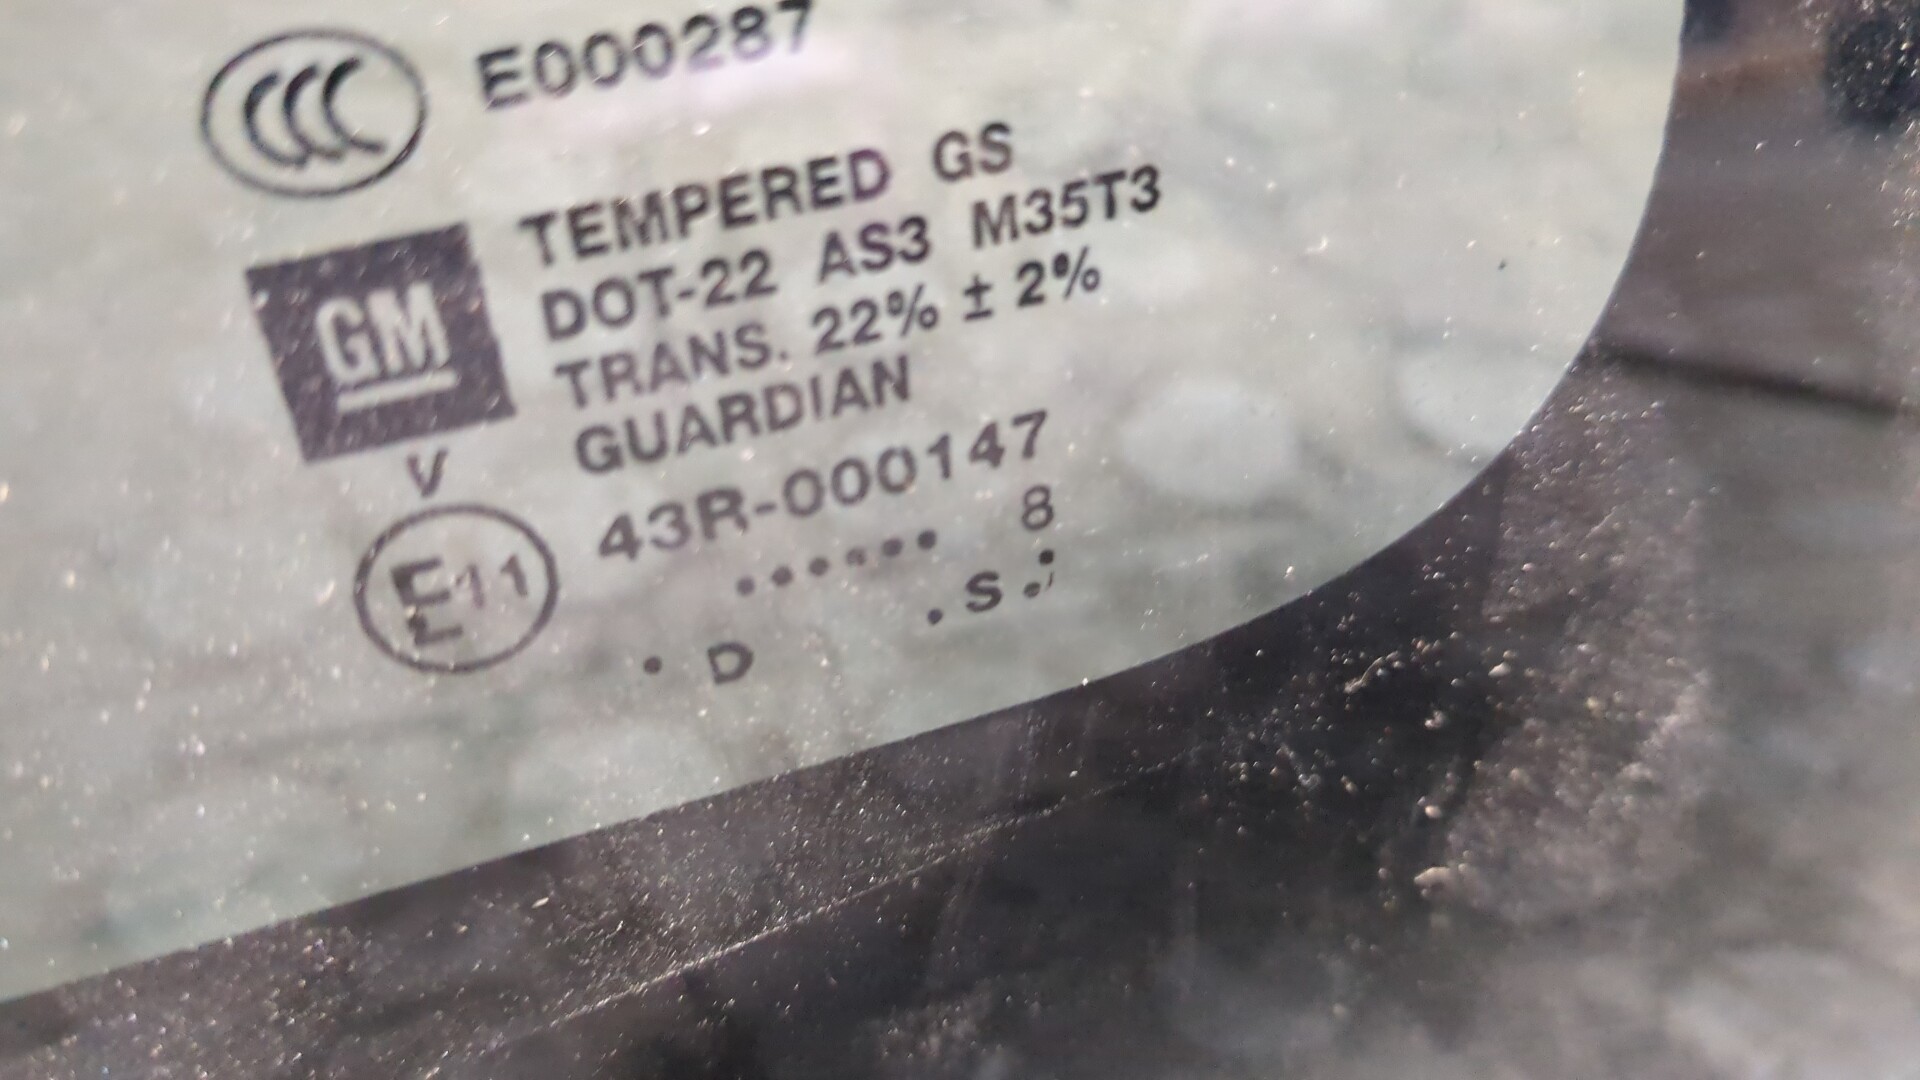 CCC E000287
TEMPERED GS
DOT-22 AS3 M35T3
GM TRANS. 22% ± 2%
GUARDIAN
V
43R-000147
E11
...... 8
. S .:
. D